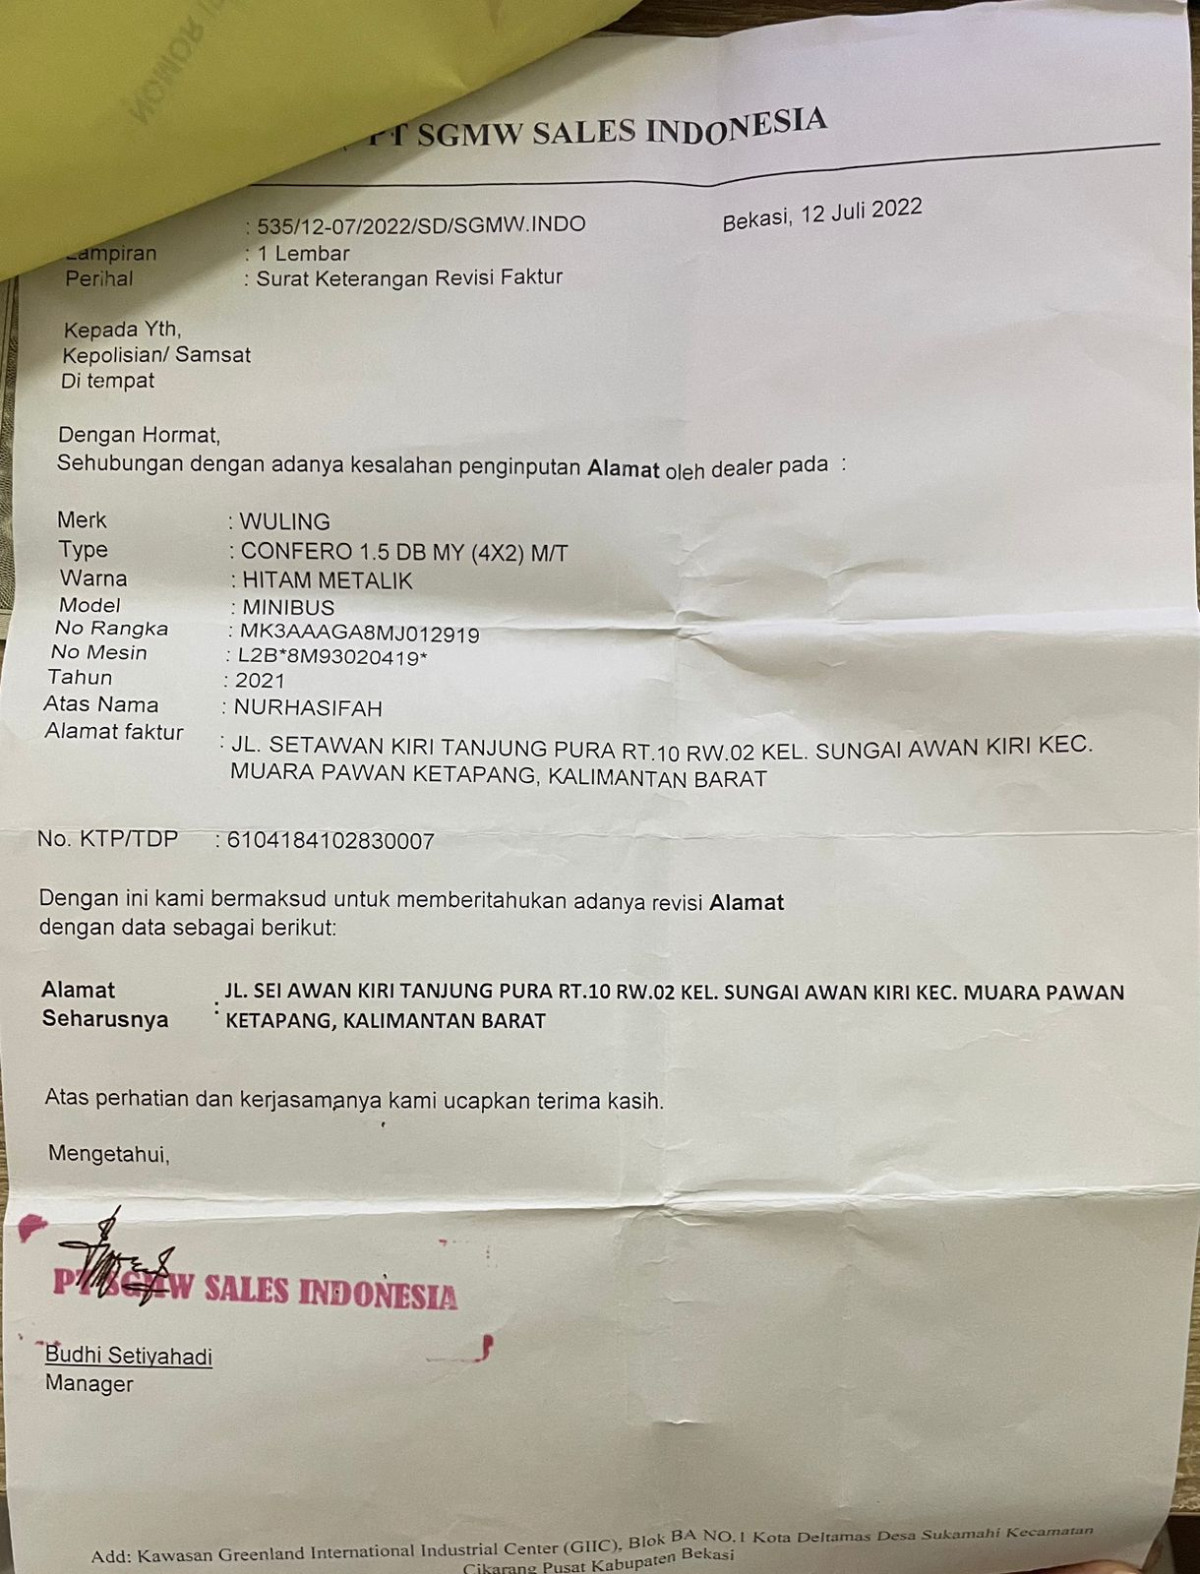 NOMOR
PT SGMW SALES INDONESIA
: 535/12-07/2022/SD/SGMW.INDO Bekasi, 12 Juli 2022
Lampiran : 1 Lembar
Perihal : Surat Keterangan Revisi Faktur
Kepada Yth,
Kepolisian/ Samsat
Di tempat
Dengan Hormat,
Sehubungan dengan adanya kesalahan penginputan Alamat oleh dealer pada :
Merk : WULING
Type : CONFERO 1.5 DB MY (4X2) M/T
Warna : HITAM METALIK
Model : MINIBUS
No Rangka : MK3AAAGA8MJ012919
No Mesin : L2B*8M93020419*
Tahun : 2021
Atas Nama : NURHASIFAH
Alamat faktur : JL. SETAWAN KIRI TANJUNG PURA RT.10 RW.02 KEL. SUNGAI AWAN KIRI KEC.
MUARA PAWAN KETAPANG, KALIMANTAN BARAT
No. KTP/TDP : 6104184102830007
Dengan ini kami bermaksud untuk memberitahukan adanya revisi Alamat
dengan data sebagai berikut:
Alamat JL. SEI AWAN KIRI TANJUNG PURA RT.10 RW.02 KEL. SUNGAI AWAN KIRI KEC. MUARA PAWAN
Seharusnya : KETAPANG, KALIMANTAN BARAT
Atas perhatian dan kerjasamanya kami ucapkan terima kasih.
Mengetahui,
PT SGMW SALES INDONESIA
Budhi Setiyahadi
Manager
Add: Kawasan Greenland International Industrial Center (GIIC), Blok BA NO.1 Kota Deltamas Desa Sukamahi Kecamatan
Cikarang Pusat Kabupaten Bekasi